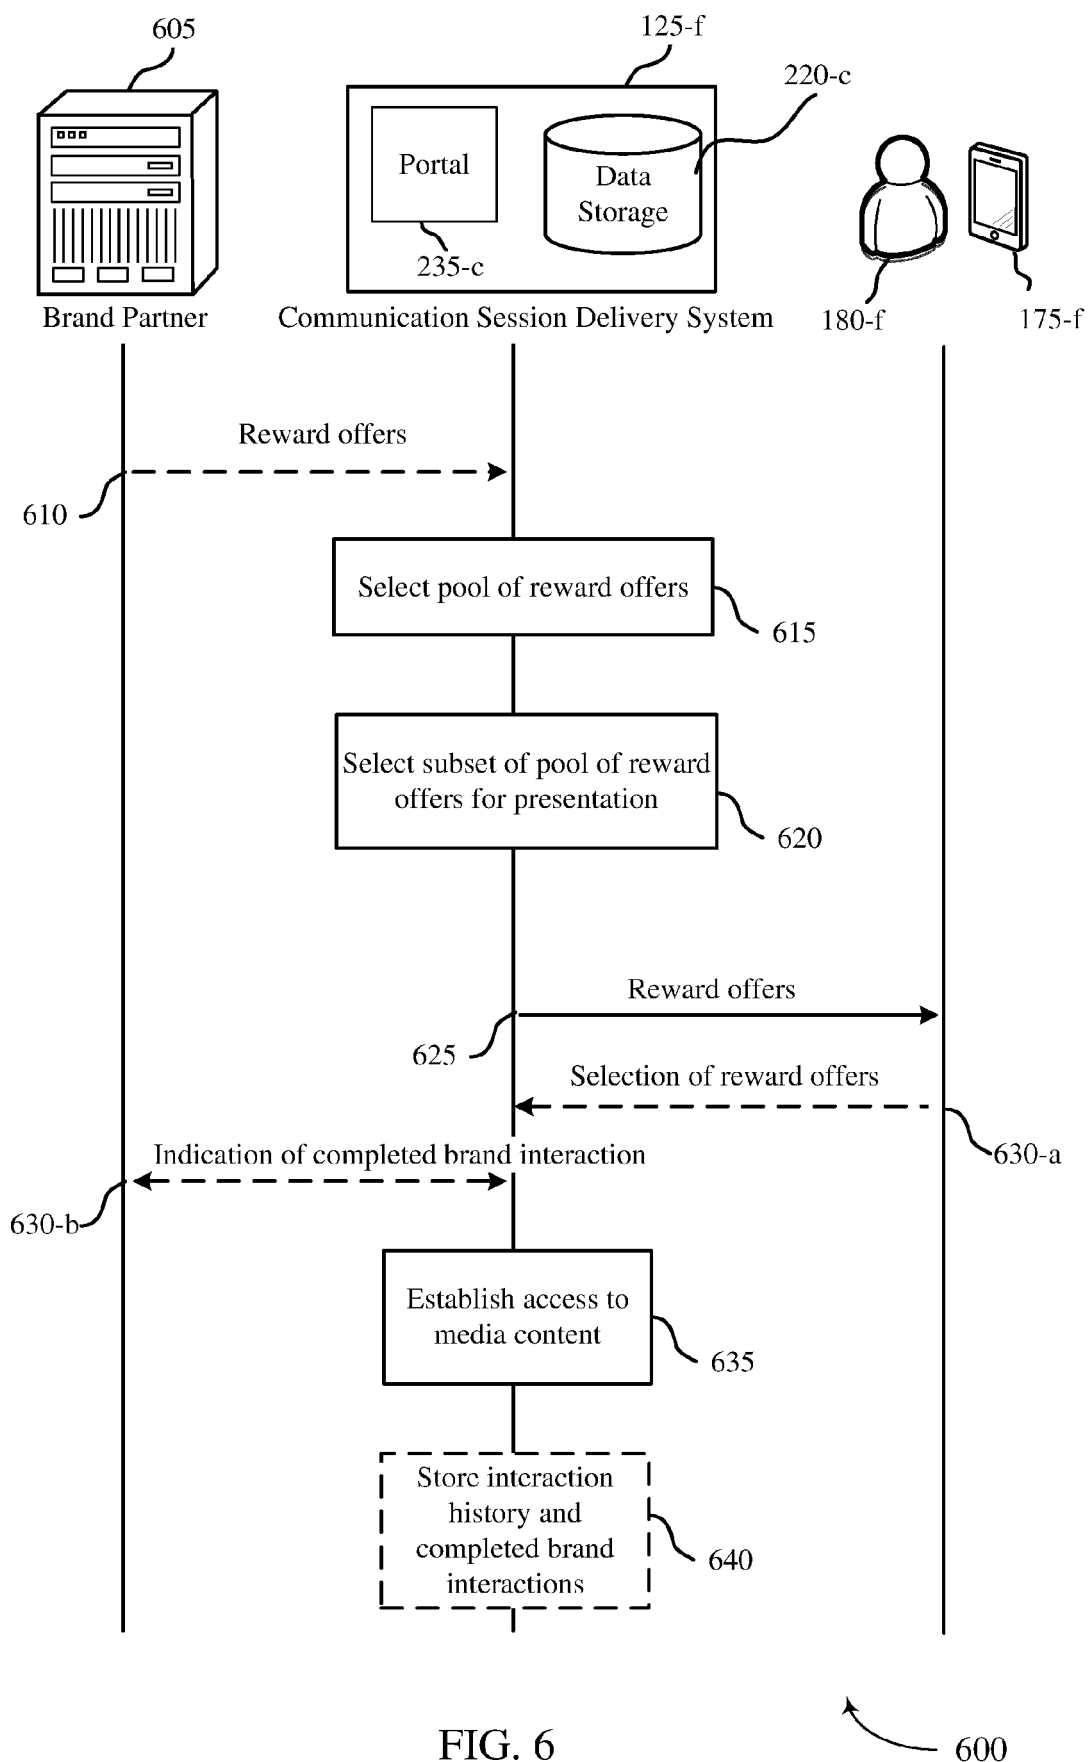 605
125-f
220-c
Portal
Data
Storage
235-c
Brand Partner
Communication Session Delivery System
180-f
175-f
Reward offers
610
Select pool of reward offers
615
Select subset of pool of reward
offers for presentation
620
Reward offers
625
Selection of reward offers
630-a
Indication of completed brand interaction
630-b
Establish access to
media content
635
Store interaction
history and
completed brand
interactions
640
FIG. 6
600